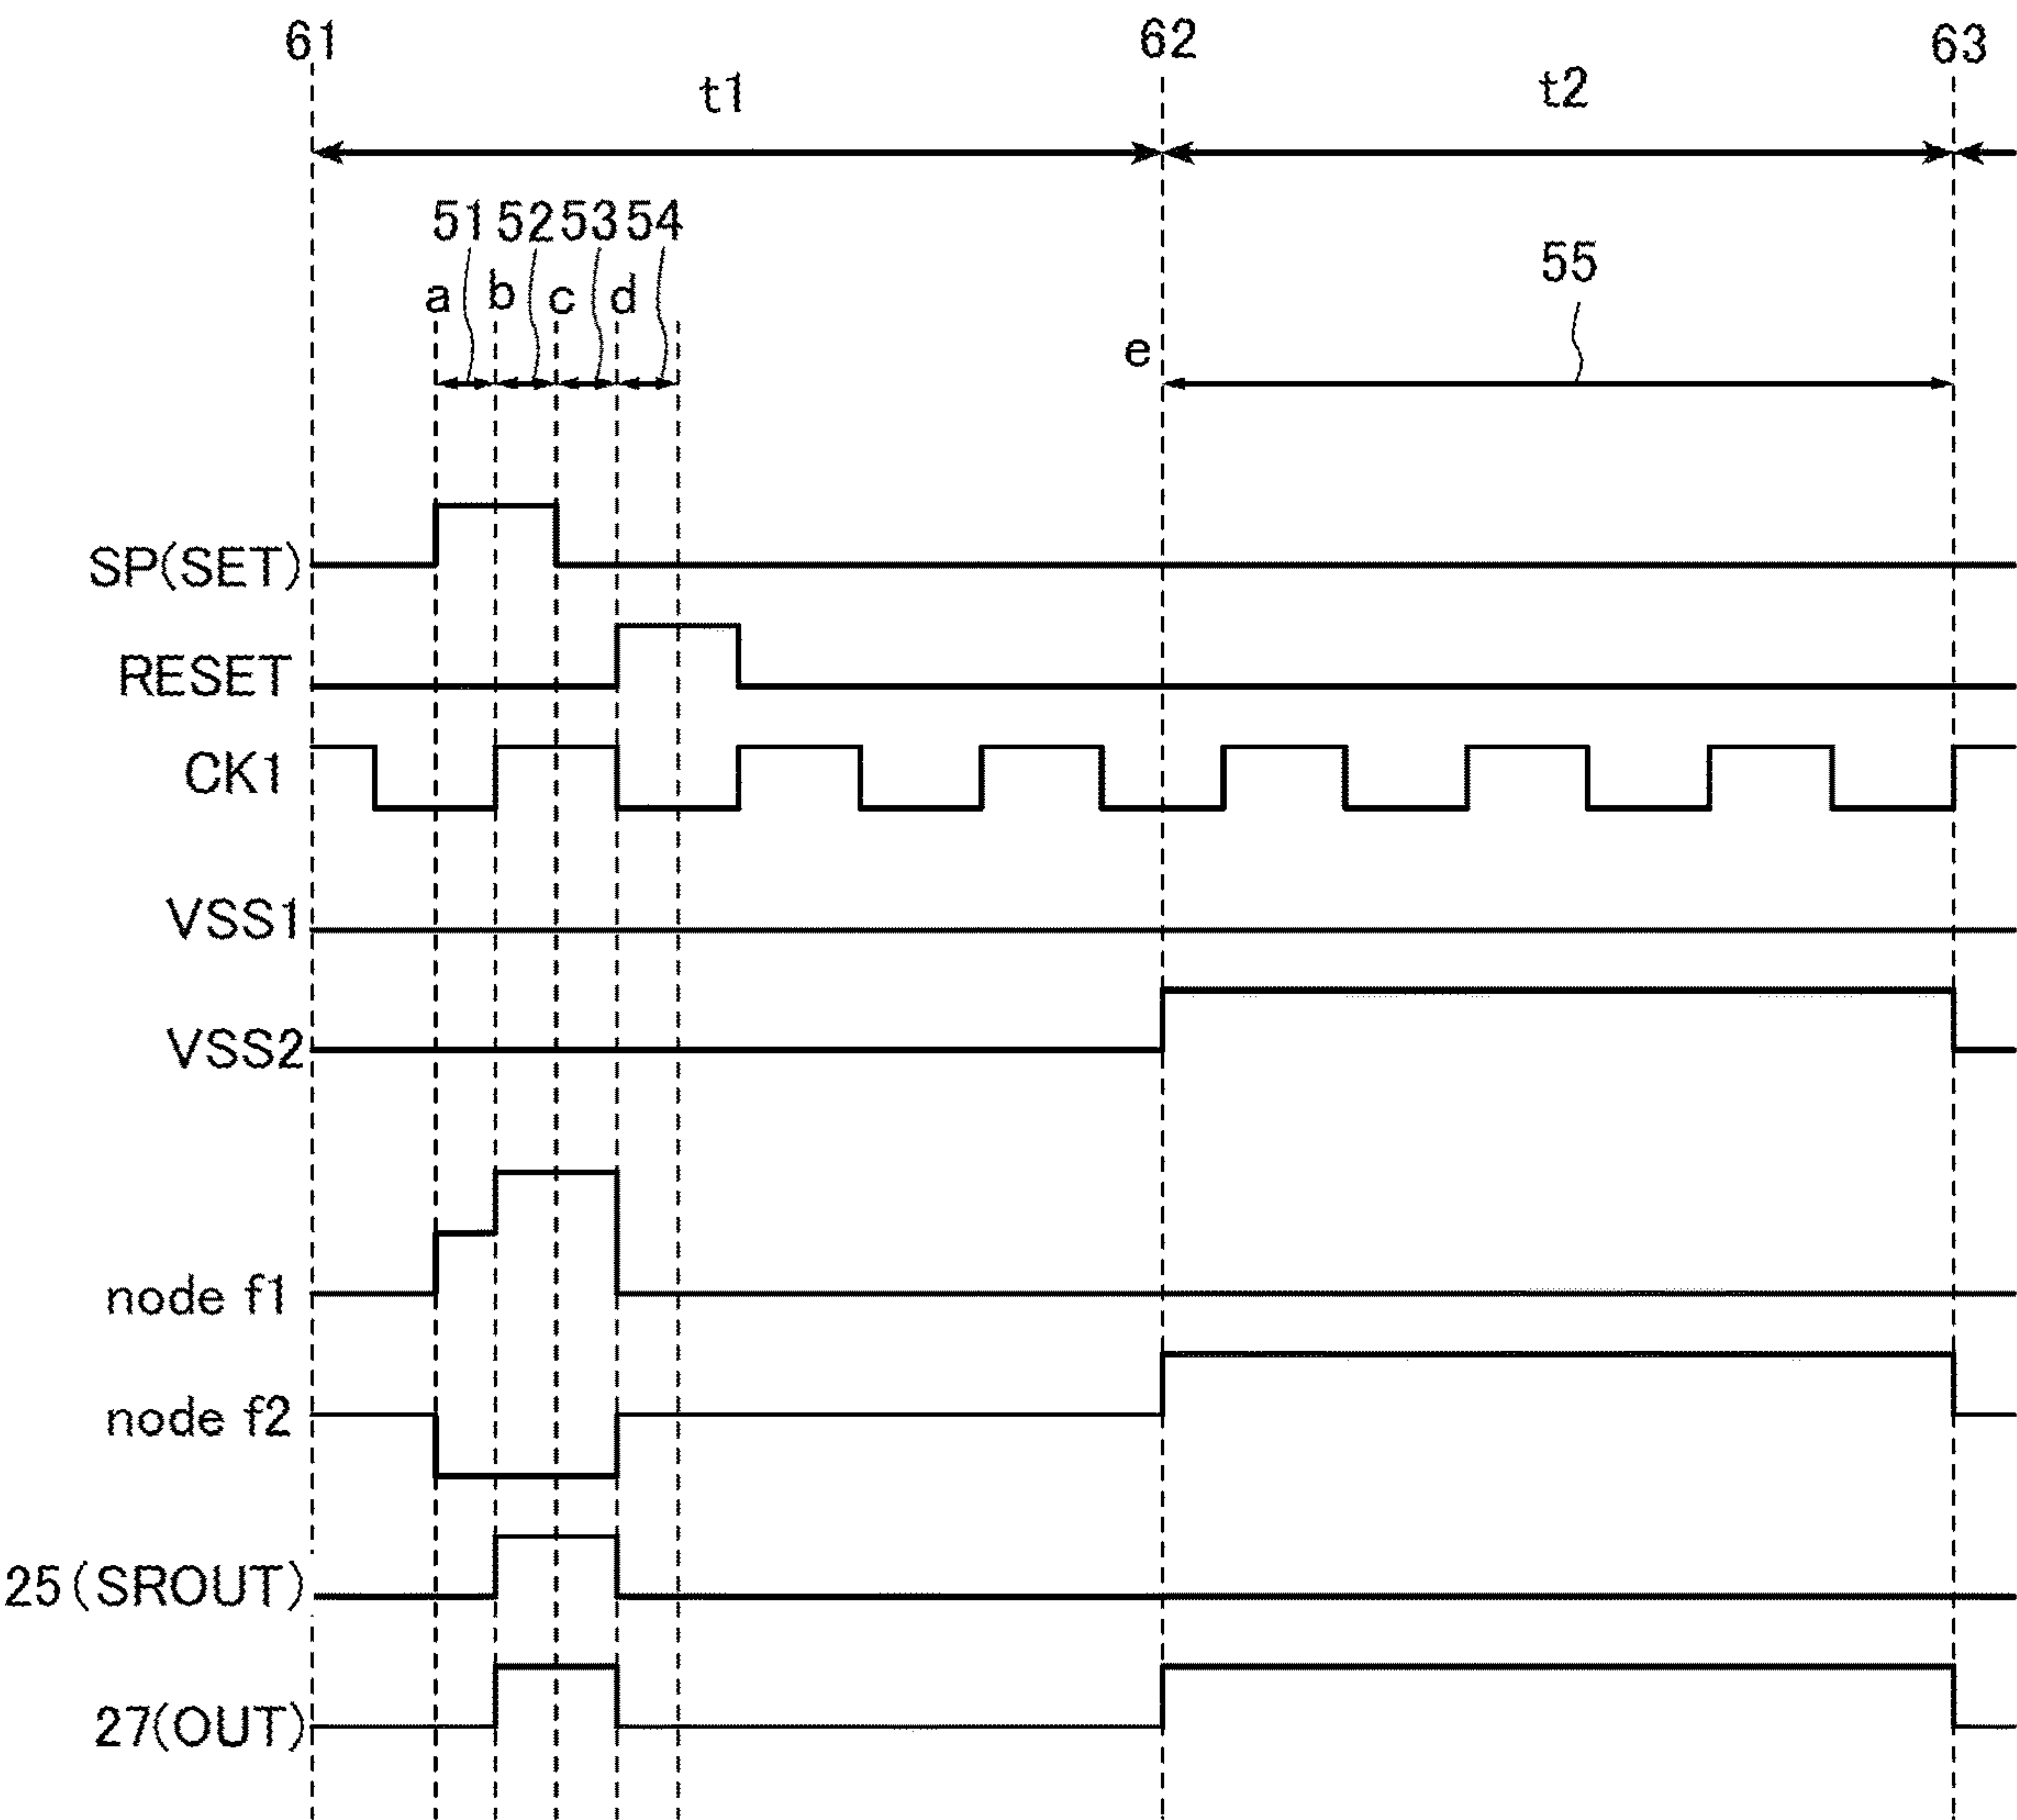 61 62 63
t1 t2
51 52 53 54
55
a b c d
e
SP(SET)
RESET
CK1
VSS1
VSS2
node f1
node f2
25(SROUT)
27(OUT)